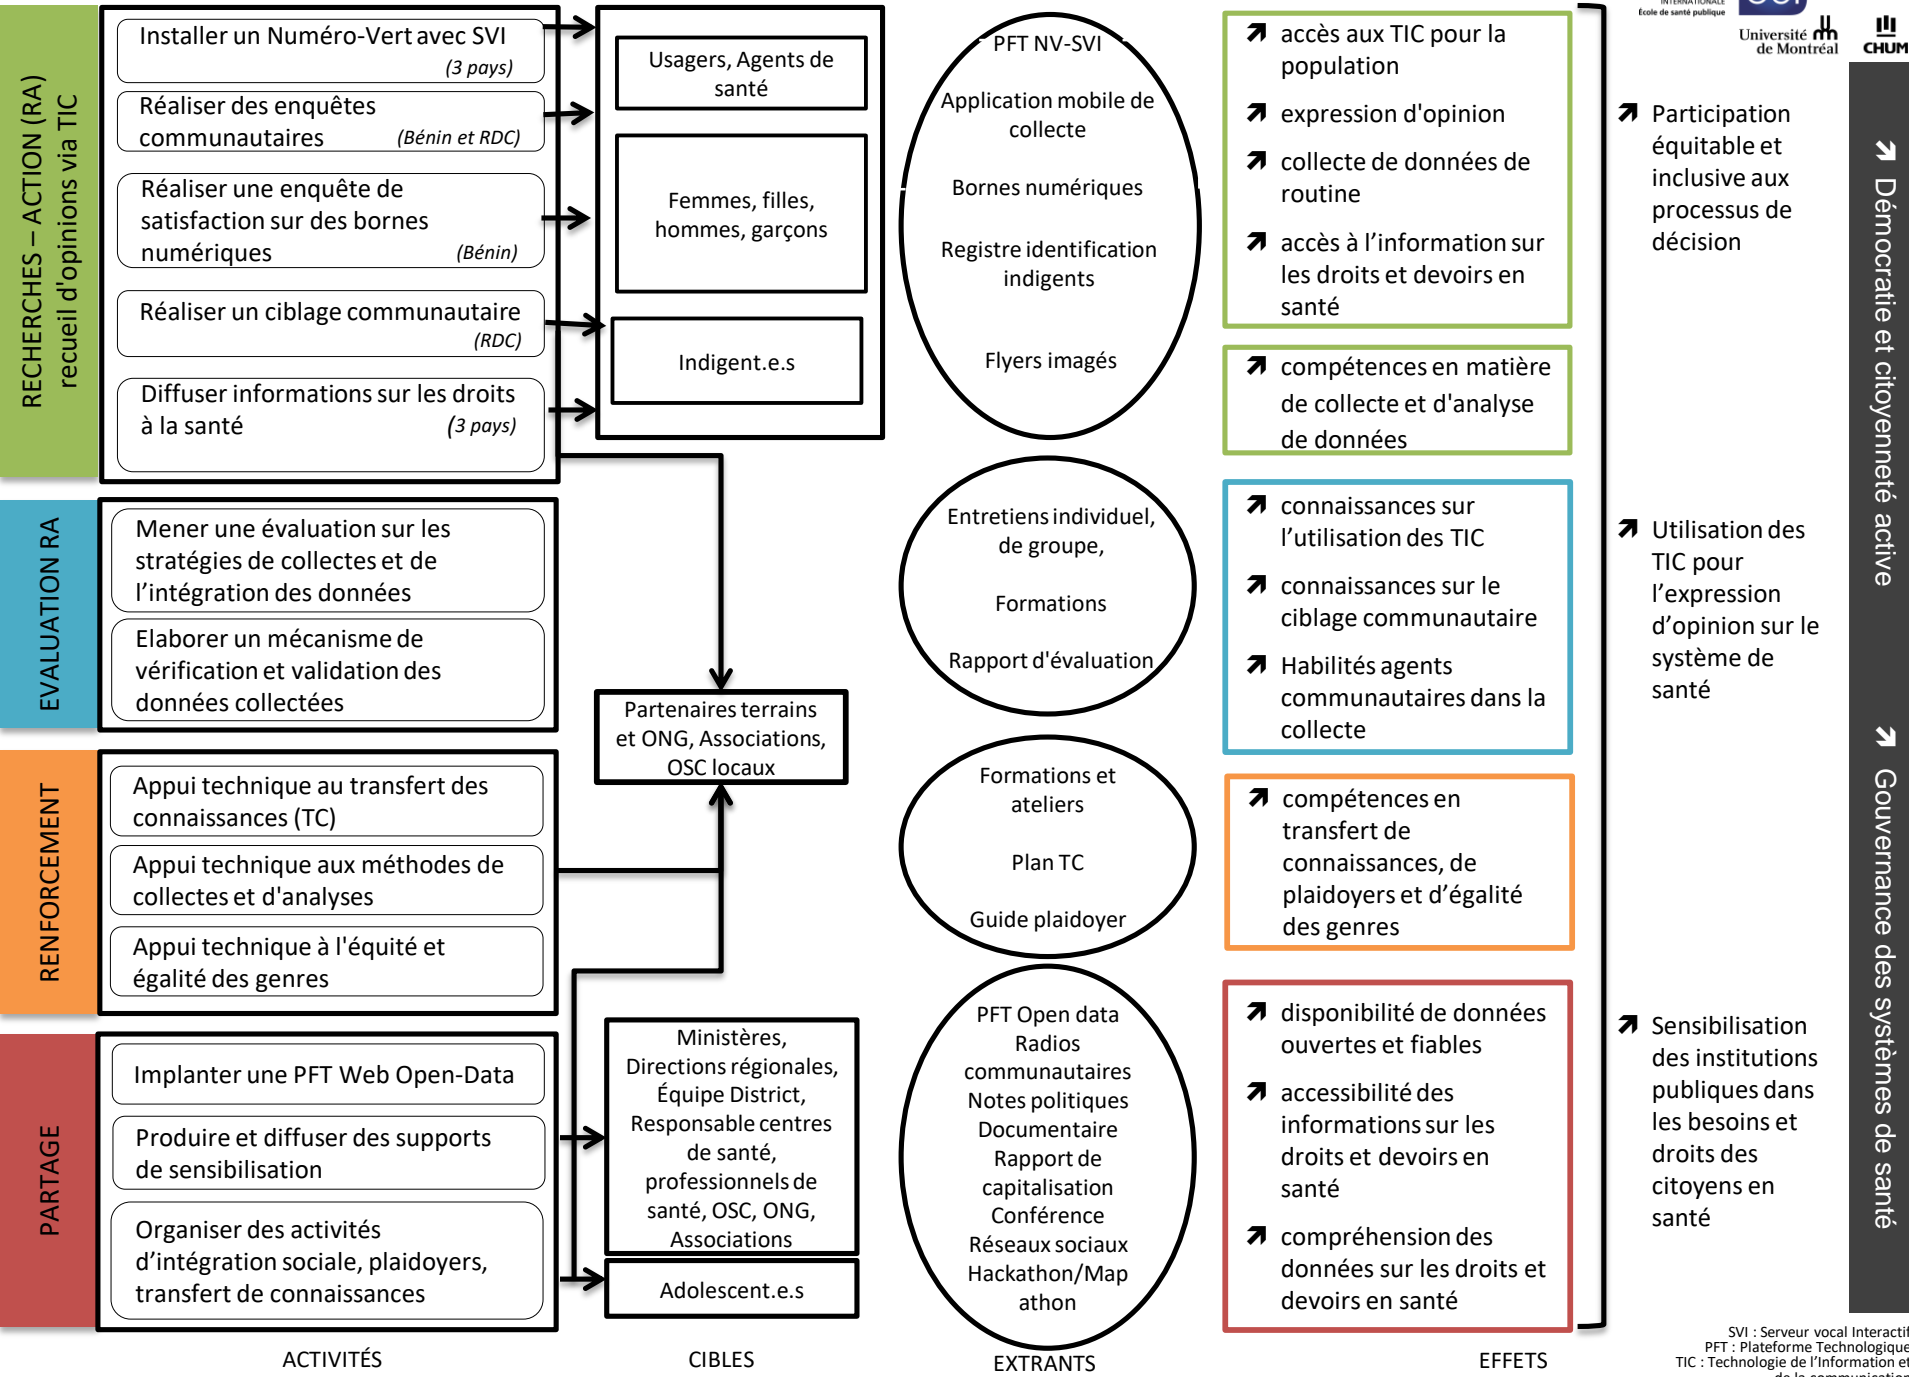 RECHERCHES – ACTION (RA)
recueil d'opinions via TIC
Installer un Numéro-Vert avec SVI
(3 pays)
Réaliser des enquêtes
communautaires (Bénin et RDC)
Réaliser une enquête de
satisfaction sur des bornes
numériques (Bénin)
Réaliser un ciblage communautaire
(RDC)
Diffuser informations sur les droits
à la santé (3 pays)
Usagers, Agents de
santé
Femmes, filles,
hommes, garçons
Indigent.e.s
PFT NV-SVI
Application mobile de
collecte
Bornes numériques
Registre identification
indigents
Flyers imagés
↗ accès aux TIC pour la
population
↗ expression d'opinion
↗ collecte de données de
routine
↗ accès à l’information sur
les droits et devoirs en
santé
↗ compétences en matière
de collecte et d'analyse
de données
EVALUATION RA
Mener une évaluation sur les
stratégies de collectes et de
l’intégration des données
Elaborer un mécanisme de
vérification et validation des
données collectées
Partenaires terrains
et ONG, Associations,
OSC locaux
Entretiens individuel,
de groupe,
Formations
Rapport d'évaluation
↗ connaissances sur
l’utilisation des TIC
↗ connaissances sur le
ciblage communautaire
↗ Habilités agents
communautaires dans la
collecte
RENFORCEMENT
Appui technique au transfert des
connaissances (TC)
Appui technique aux méthodes de
collectes et d'analyses
Appui technique à l'équité et
égalité des genres
Formations et
ateliers
Plan TC
Guide plaidoyer
↗ compétences en
transfert de
connaissances, de
plaidoyers et d’égalité
des genres
PARTAGE
Implanter une PFT Web Open-Data
Produire et diffuser des supports
de sensibilisation
Organiser des activités
d’intégration sociale, plaidoyers,
transfert de connaissances
Ministères,
Directions régionales,
Équipe District,
Responsable centres
de santé,
professionnels de
santé, OSC, ONG,
Associations
Adolescent.e.s
PFT Open data
Radios
communautaires
Notes politiques
Documentaire
Rapport de
capitalisation
Conférence
Réseaux sociaux
Hackathon/Map
athon
↗ disponibilité de données
ouvertes et fiables
↗ accessibilité des
informations sur les
droits et devoirs en
santé
↗ compréhension des
données sur les droits et
devoirs en santé
↗ Participation
équitable et
inclusive aux
processus de
décision
↗ Utilisation des
TIC pour
l’expression
d’opinion sur le
système de
santé
↗ Sensibilisation
des institutions
publiques dans
les besoins et
droits des
citoyens en
santé
↗ Démocratie et citoyenneté active
↗ Gouvernance des systèmes de santé
INTERNATIONALE
École de santé publique
Université
de Montréal
CHUM
ACTIVITÉS
CIBLES
EXTRANTS
EFFETS
SVI : Serveur vocal Interactif
PFT : Plateforme Technologique
TIC : Technologie de l’Information et
de la communication